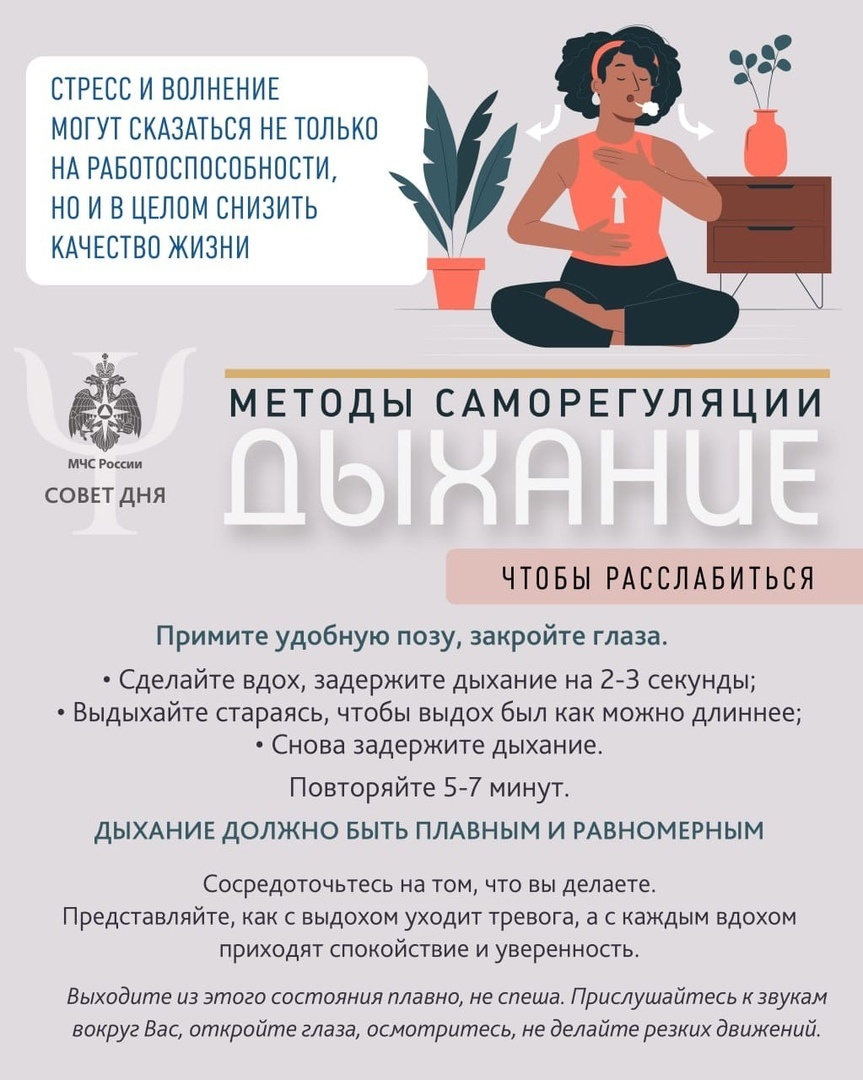 СТРЕСС И ВОЛНЕНИЕ
МОГУТ СКАЗАТЬСЯ НЕ ТОЛЬКО
НА РАБОТОСПОСОБНОСТИ,
НО И В ЦЕЛОМ СНИЗИТЬ
КАЧЕСТВО ЖИЗНИ
Ψ
МЧС России
СОВЕТ ДНЯ
МЕТОДЫ САМОРЕГУЛЯЦИИ
ДЫХАНИЕ
ЧТОБЫ РАССЛАБИТЬСЯ
Примите удобную позу, закройте глаза.
• Сделайте вдох, задержите дыхание на 2-3 секунды;
• Выдыхайте стараясь, чтобы выдох был как можно длиннее;
• Снова задержите дыхание.
Повторяйте 5-7 минут.
ДЫХАНИЕ ДОЛЖНО БЫТЬ ПЛАВНЫМ И РАВНОМЕРНЫМ
Сосредоточьтесь на том, что вы делаете.
Представляйте, как с выдохом уходит тревога, а с каждым вдохом
приходят спокойствие и уверенность.
Выходите из этого состояния плавно, не спеша. Прислушайтесь к звукам
вокруг Вас, откройте глаза, осмотритесь, не делайте резких движений.